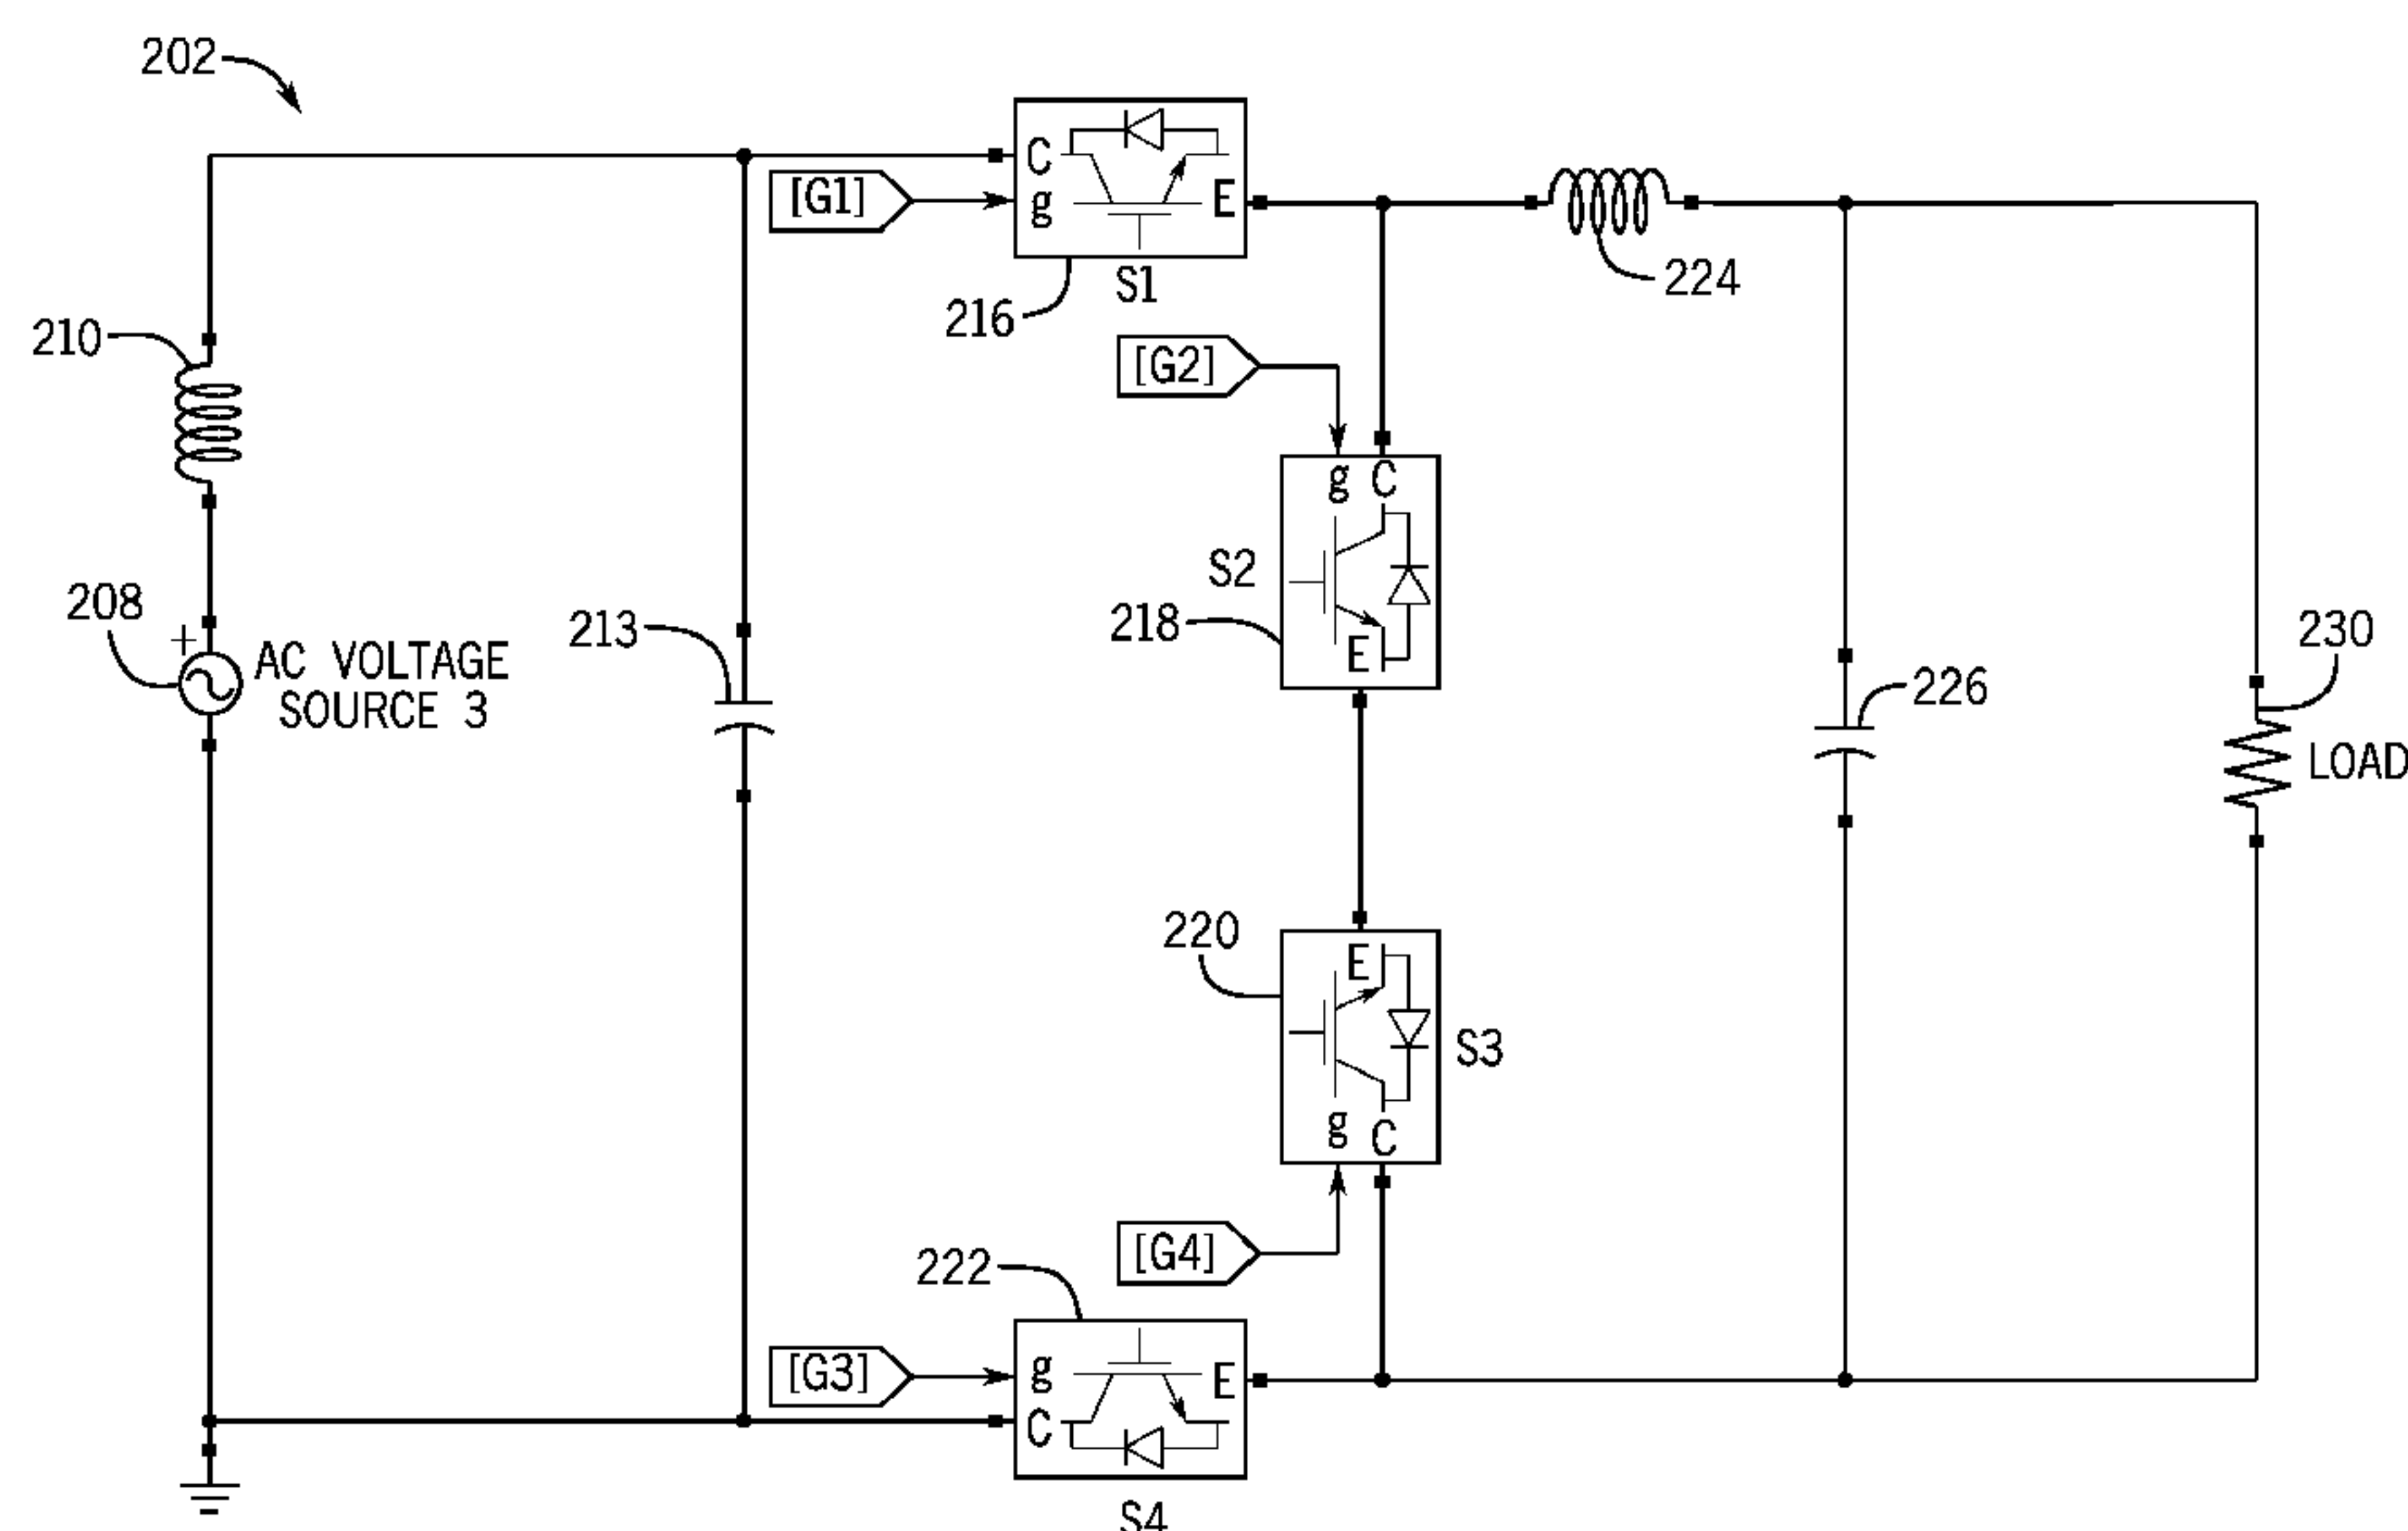 202
[G1]
C
g
E
S1
216
224
210
[G2]
g C
S2
218
E
208
+
AC VOLTAGE
SOURCE 3
213
226
230
LOAD
220
E
S3
g C
[G4]
222
[G3]
g
C
E
S4